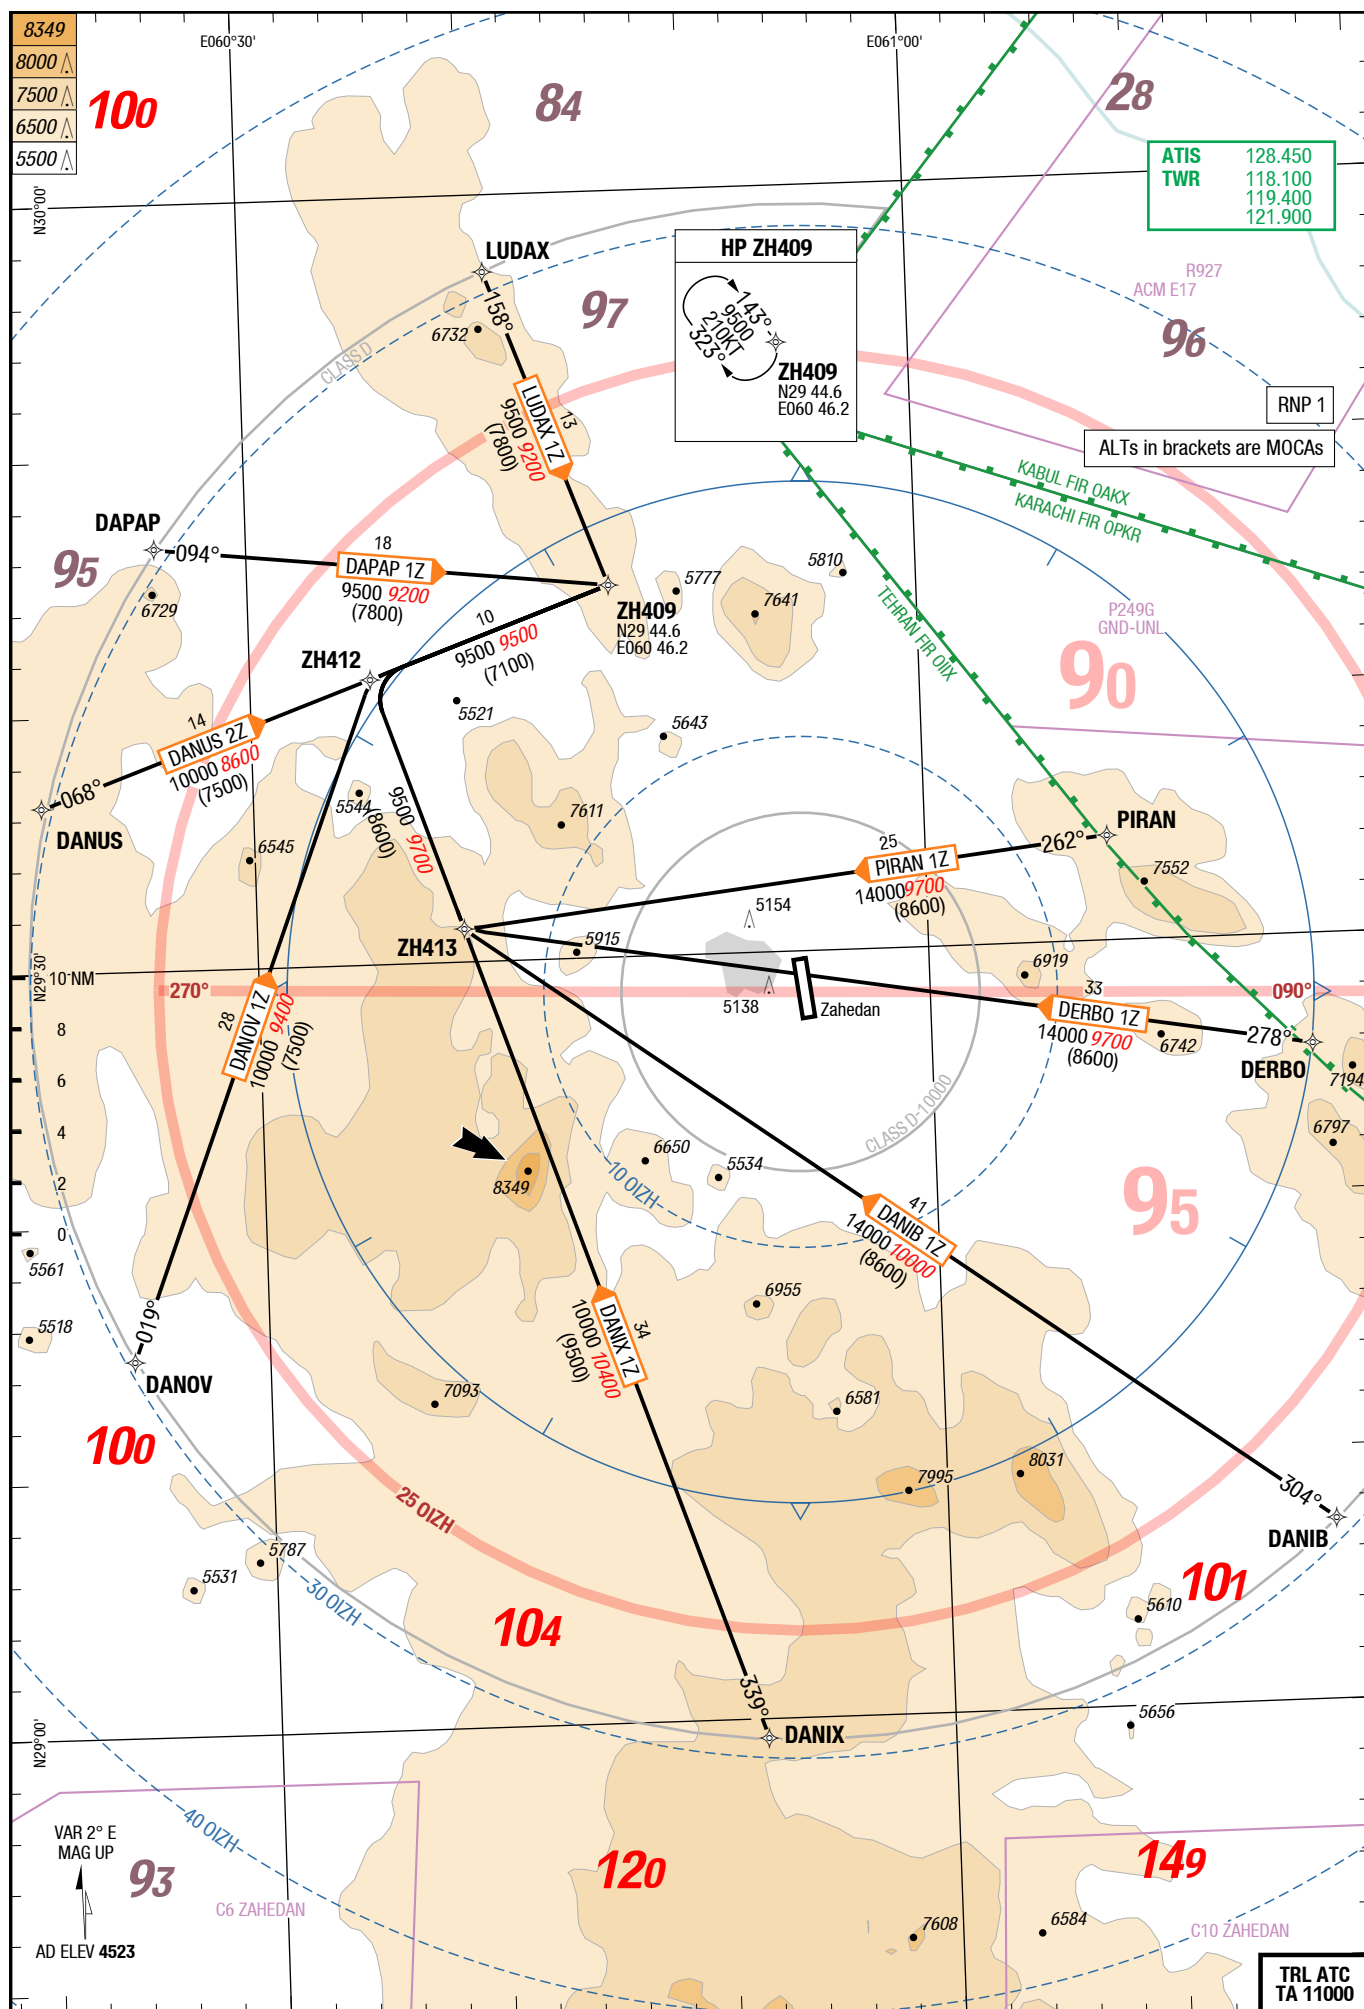 8349
8000
7500
6500
5500
E060°30'
E061°00'
100
84
28
ATIS 128.450
TWR 118.100
119.400
121.900
N30°00'
LUDAX
HP ZH409
143°
9500
210KT
323°
ZH409
N29 44.6
E060 46.2
R927
ACM E17
97
96
158°
6732
CLASS D
RNP 1
LUDAX 1Z
13
9500 9200
(7800)
ALTs in brackets are MOCAs
KABUL FIR OAKX
KARACHI FIR OPKR
DAPAP
094°
18
DAPAP 1Z
9500 9200
(7800)
95
6729
5777
5810
7641
ZH409
N29 44.6
E060 46.2
TEHRAN FIR OIIX
P249G
GND-UNL
10
9500 9500
(7100)
90
ZH412
5521
5643
14
DANUS 2Z
10000 8600
(7500)
068°
DANUS
5544
9500 9700
(8600)
7611
6545
PIRAN
262°
25
PIRAN 1Z
14000 9700
(8600)
7552
5154
ZH413
5915
6919
N29°30'
10 NM
270°
090°
5138
Zahedan
33
DERBO 1Z
14000 9700
(8600)
6742
278°
DERBO
7194
28
DANOV 1Z
10000 9400
(7500)
8
6
4
2
0
CLASS D-10000
6797
8349
6650
5534
10 OIZH
95
41
DANIB 1Z
14000 10000
(8600)
5561
5518
019°
DANOV
6955
34
DANIX 1Z
10000 10400
(9500)
7093
6581
100
7995
8031
304°
DANIB
25 OIZH
5787
5531
30 OIZH
104
101
5610
339°
DANIX
5656
N29°00'
40 OIZH
VAR 2° E
MAG UP
93
120
149
C6 ZAHEDAN
7608
6584
C10 ZAHEDAN
AD ELEV 4523
TRL ATC
TA 11000